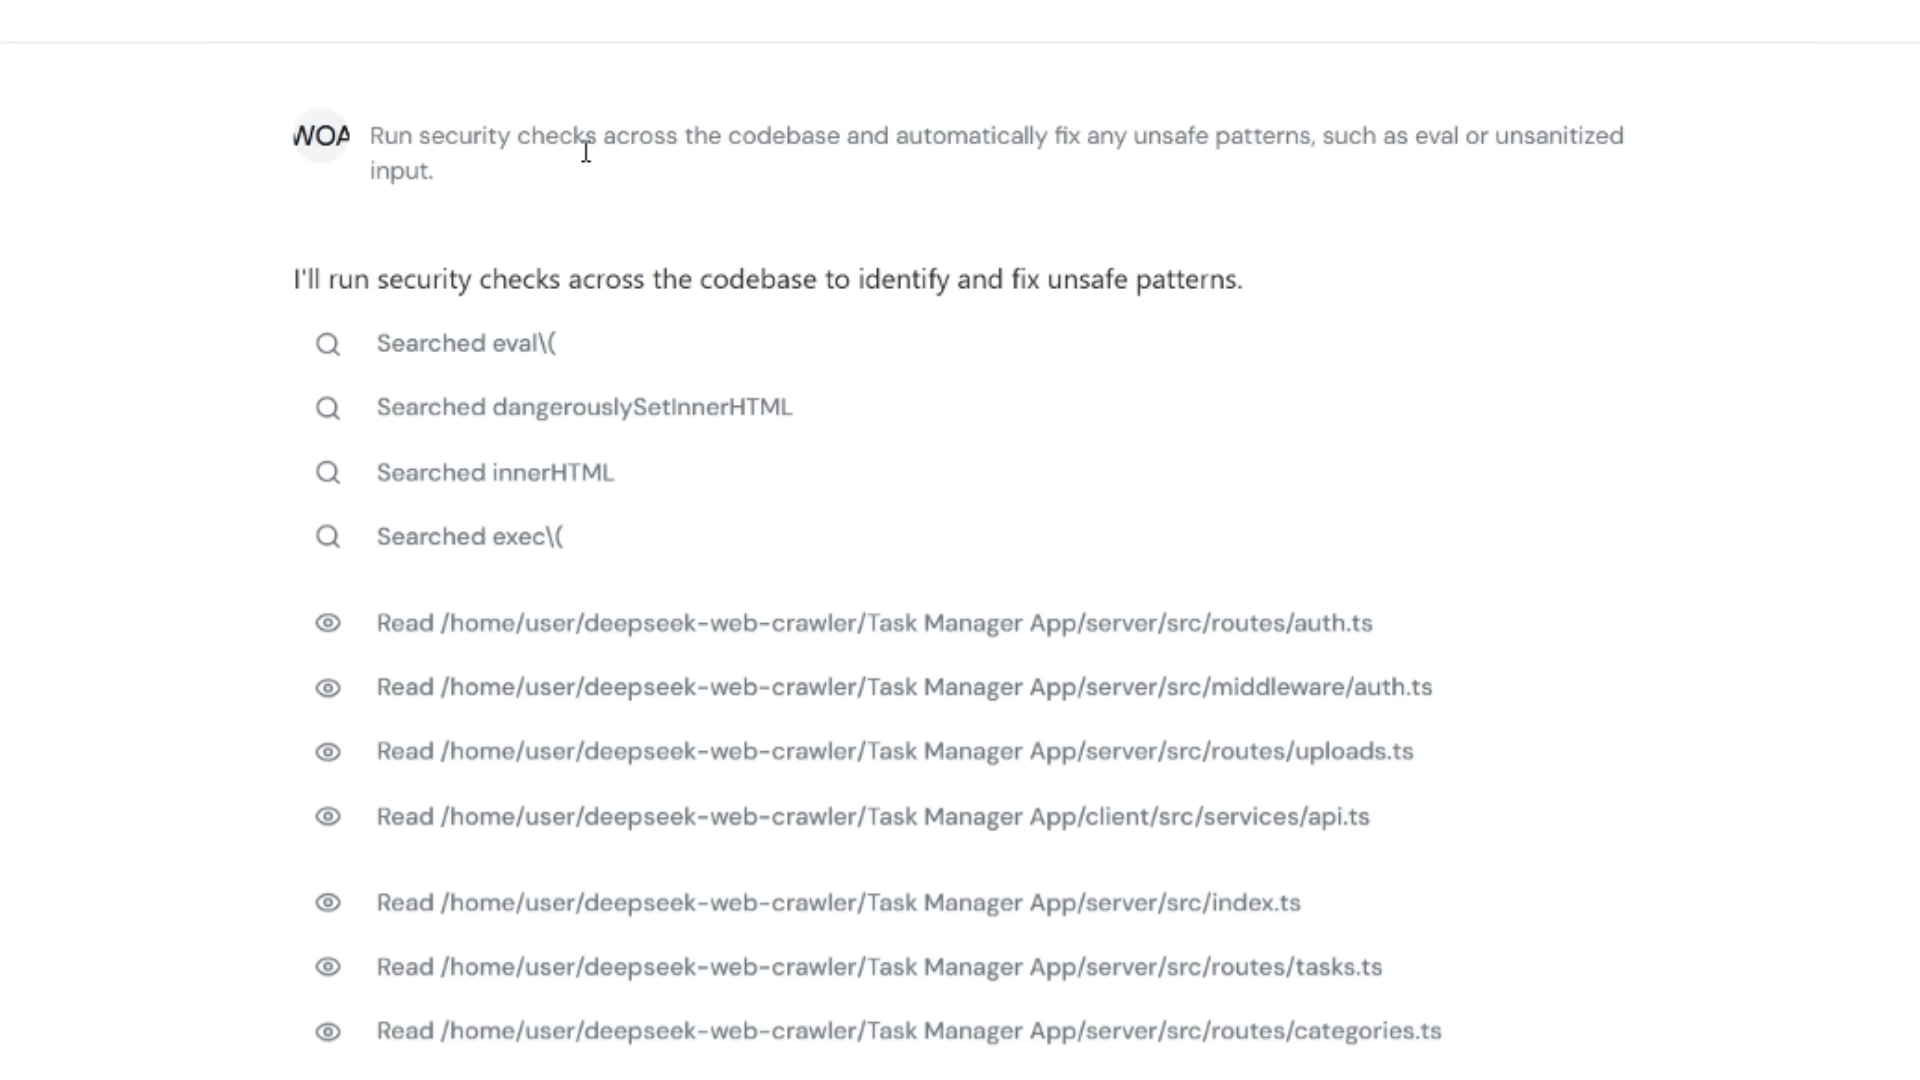 WOA
Run security checks across the codebase and automatically fix any unsafe patterns, such as eval or unsanitized
input.
I'll run security checks across the codebase to identify and fix unsafe patterns.
Searched eval\(
Searched dangerouslySetInnerHTML
Searched innerHTML
Searched exec\(
Read /home/user/deepseek-web-crawler/Task Manager App/server/src/routes/auth.ts
Read /home/user/deepseek-web-crawler/Task Manager App/server/src/middleware/auth.ts
Read /home/user/deepseek-web-crawler/Task Manager App/server/src/routes/uploads.ts
Read /home/user/deepseek-web-crawler/Task Manager App/client/src/services/api.ts
Read /home/user/deepseek-web-crawler/Task Manager App/server/src/index.ts
Read /home/user/deepseek-web-crawler/Task Manager App/server/src/routes/tasks.ts
Read /home/user/deepseek-web-crawler/Task Manager App/server/src/routes/categories.ts